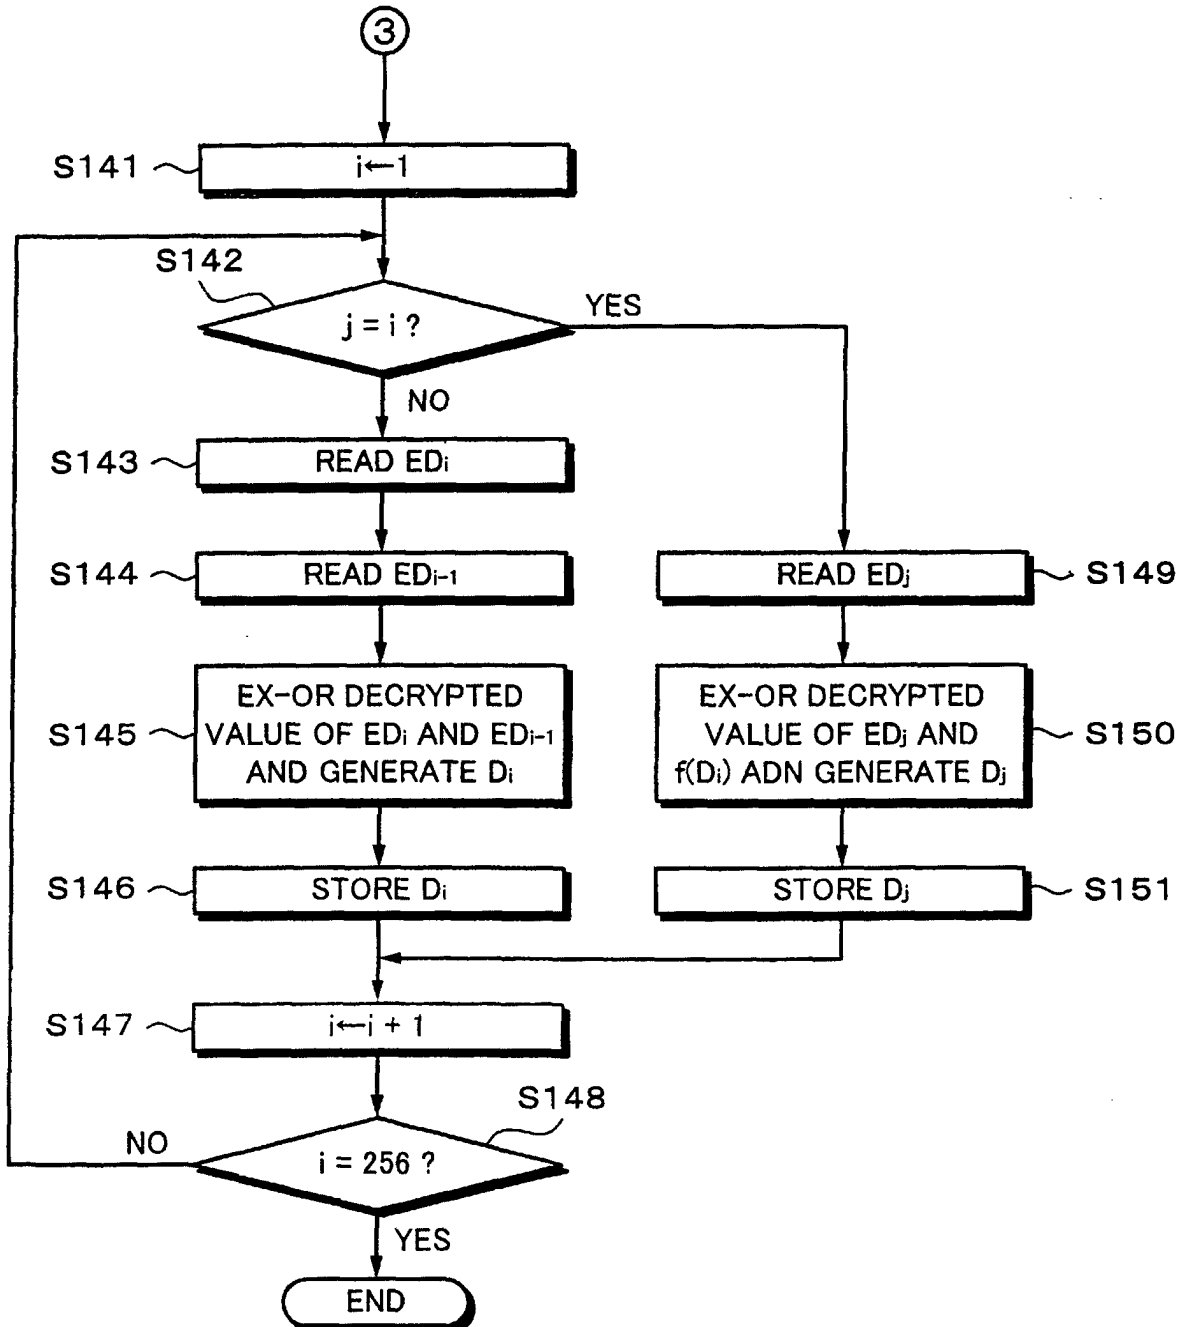 3
S141
i←1
S142
j = i ?
YES
NO
S143
READ EDi
S144
READ EDi-1
READ EDj
S149
S145
EX-OR DECRYPTED
VALUE OF EDi AND EDi-1
AND GENERATE Di
EX-OR DECRYPTED
VALUE OF EDj AND
f(Di) ADN GENERATE Dj
S150
S146
STORE Di
STORE Dj
S151
S147
i←i + 1
S148
NO
i = 256 ?
YES
END